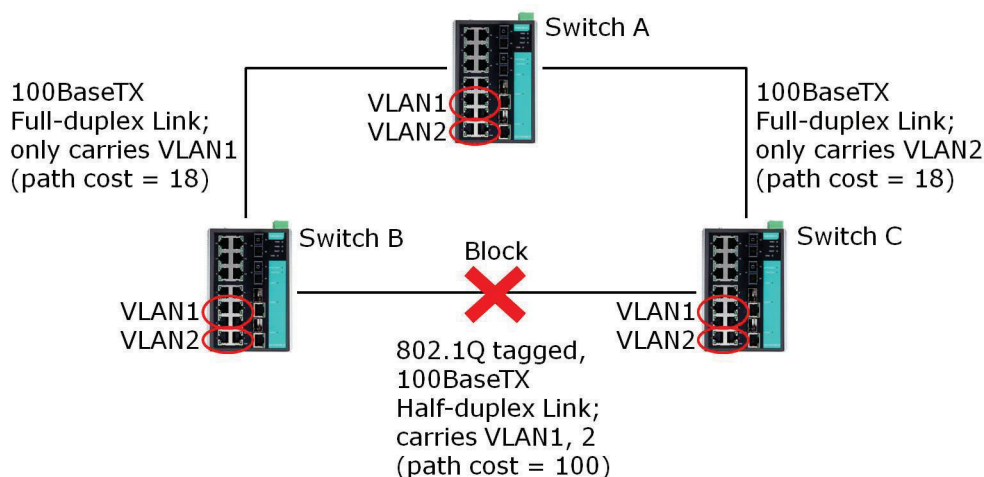 Switch A
100BaseTX
Full-duplex Link;
only carries VLAN1
(path cost = 18)
VLAN1
VLAN2
100BaseTX
Full-duplex Link;
only carries VLAN2
(path cost = 18)
Switch B
Block
Switch C
VLAN1
VLAN2
VLAN1
VLAN2
802.1Q tagged,
100BaseTX
Half-duplex Link;
carries VLAN1, 2
(path cost = 100)